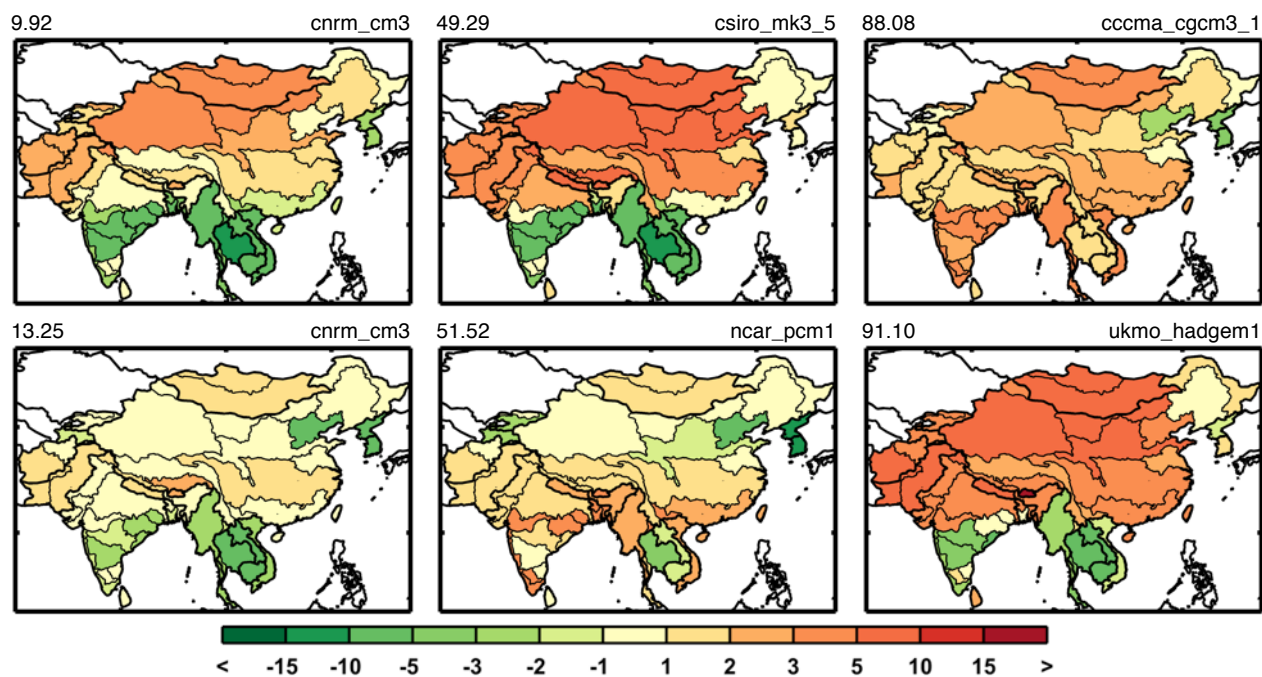 9.92 cnrm_cm3 49.29 csiro_mk3_5 88.08 cccma_cgcm3_1
13.25 cnrm_cm3 51.52 ncar_pcm1 91.10 ukmo_hadgem1
< -15 -10 -5 -3 -2 -1 1 2 3 5 10 15 >